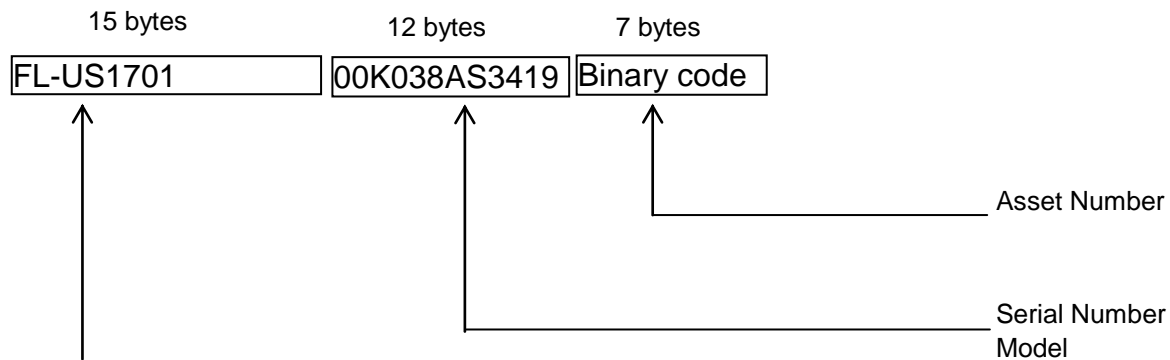 15 bytes 12 bytes 7 bytes
FL-US1701 00K038AS3419 Binary code
Asset Number
Serial Number
Model